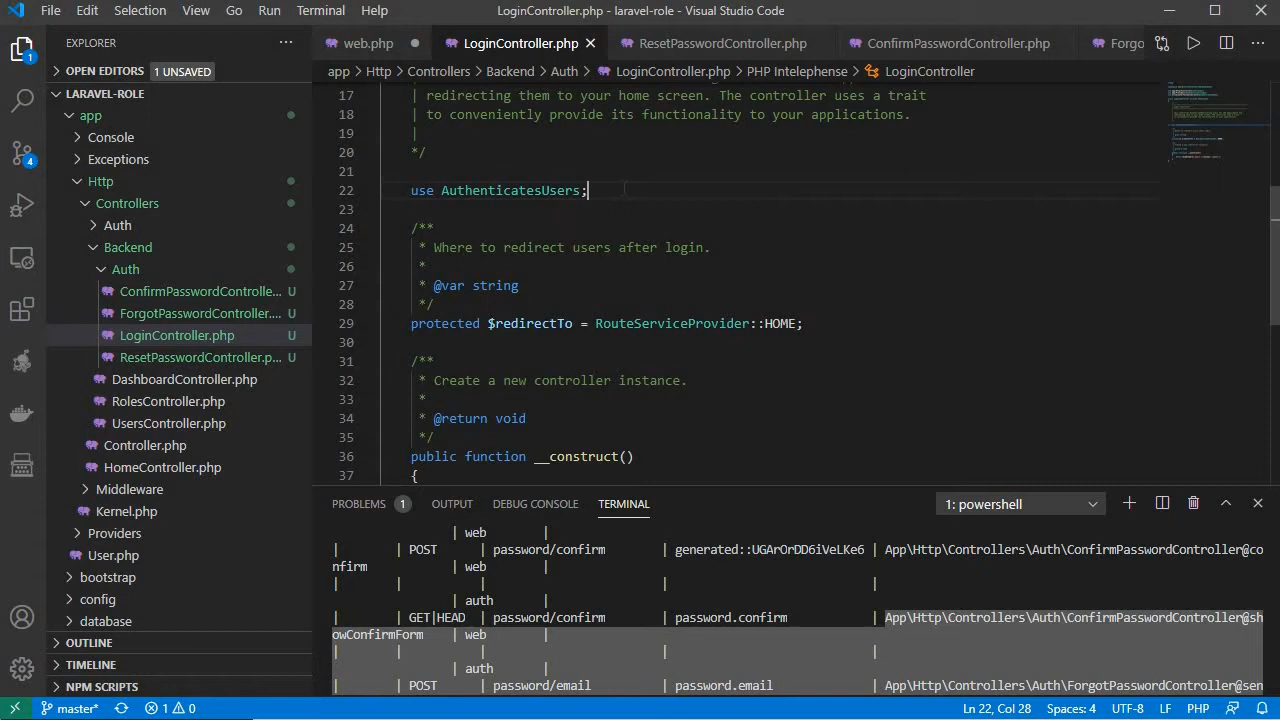 File Edit Selection View Go Run Terminal Help LoginController.php - laravel-role - Visual Studio Code
EXPLORER ... web.php LoginController.php ResetPasswordController.php ConfirmPasswordController.php Forgo
OPEN EDITORS 1 UNSAVED app > Http > Controllers > Backend > Auth > LoginController.php > PHP Intelephense > LoginController
LARAVEL-ROLE
app
Console
Exceptions
Http
Controllers
Auth
Backend
Auth
ConfirmPasswordControlle... U
ForgotPasswordController.... U
LoginController.php U
ResetPasswordController.p... U
DashboardController.php
RolesController.php
UsersController.php
Controller.php
HomeController.php
Middleware
Kernel.php
Providers
User.php
bootstrap
config
database
OUTLINE
TIMELINE
NPM SCRIPTS
17 | redirecting them to your home screen. The controller uses a trait
18 | to conveniently provide its functionality to your applications.
19 |
20 */
21
22 use AuthenticatesUsers;
23
24 /**
25 * Where to redirect users after login.
26 *
27 * @var string
28 */
29 protected $redirectTo = RouteServiceProvider::HOME;
30
31 /**
32 * Create a new controller instance.
33 *
34 * @return void
35 */
36 public function __construct()
37 {
PROBLEMS 1 OUTPUT DEBUG CONSOLE TERMINAL 1: powershell
| web |
| | POST | password/confirm | generated::UGArOrDD6iVeLKe6 | App\Http\Controllers\Auth\ConfirmPasswordController@co
nfirm | web |
| | | | |
| auth |
| | GET|HEAD | password/confirm | password.confirm | App\Http\Controllers\Auth\ConfirmPasswordController@sh
owConfirmForm | web |
| | | | |
| auth |
| | POST | password/email | password.email | App\Http\Controllers\Auth\ForgotPasswordController@sen
master* 1 0 Ln 22, Col 28 Spaces: 4 UTF-8 LF PHP